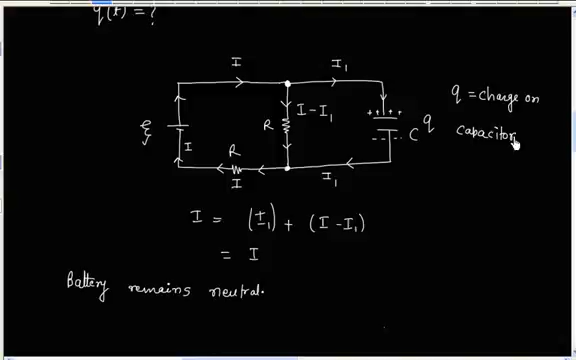 q(t) = ?
I
I₁
I - I₁
R
ℰ
I
+ + + +
- - - -
C
q
R
I
I₁
q = charge on
capacitor
I = (+I₁) + (I - I₁)
= I
Battery remains neutral.